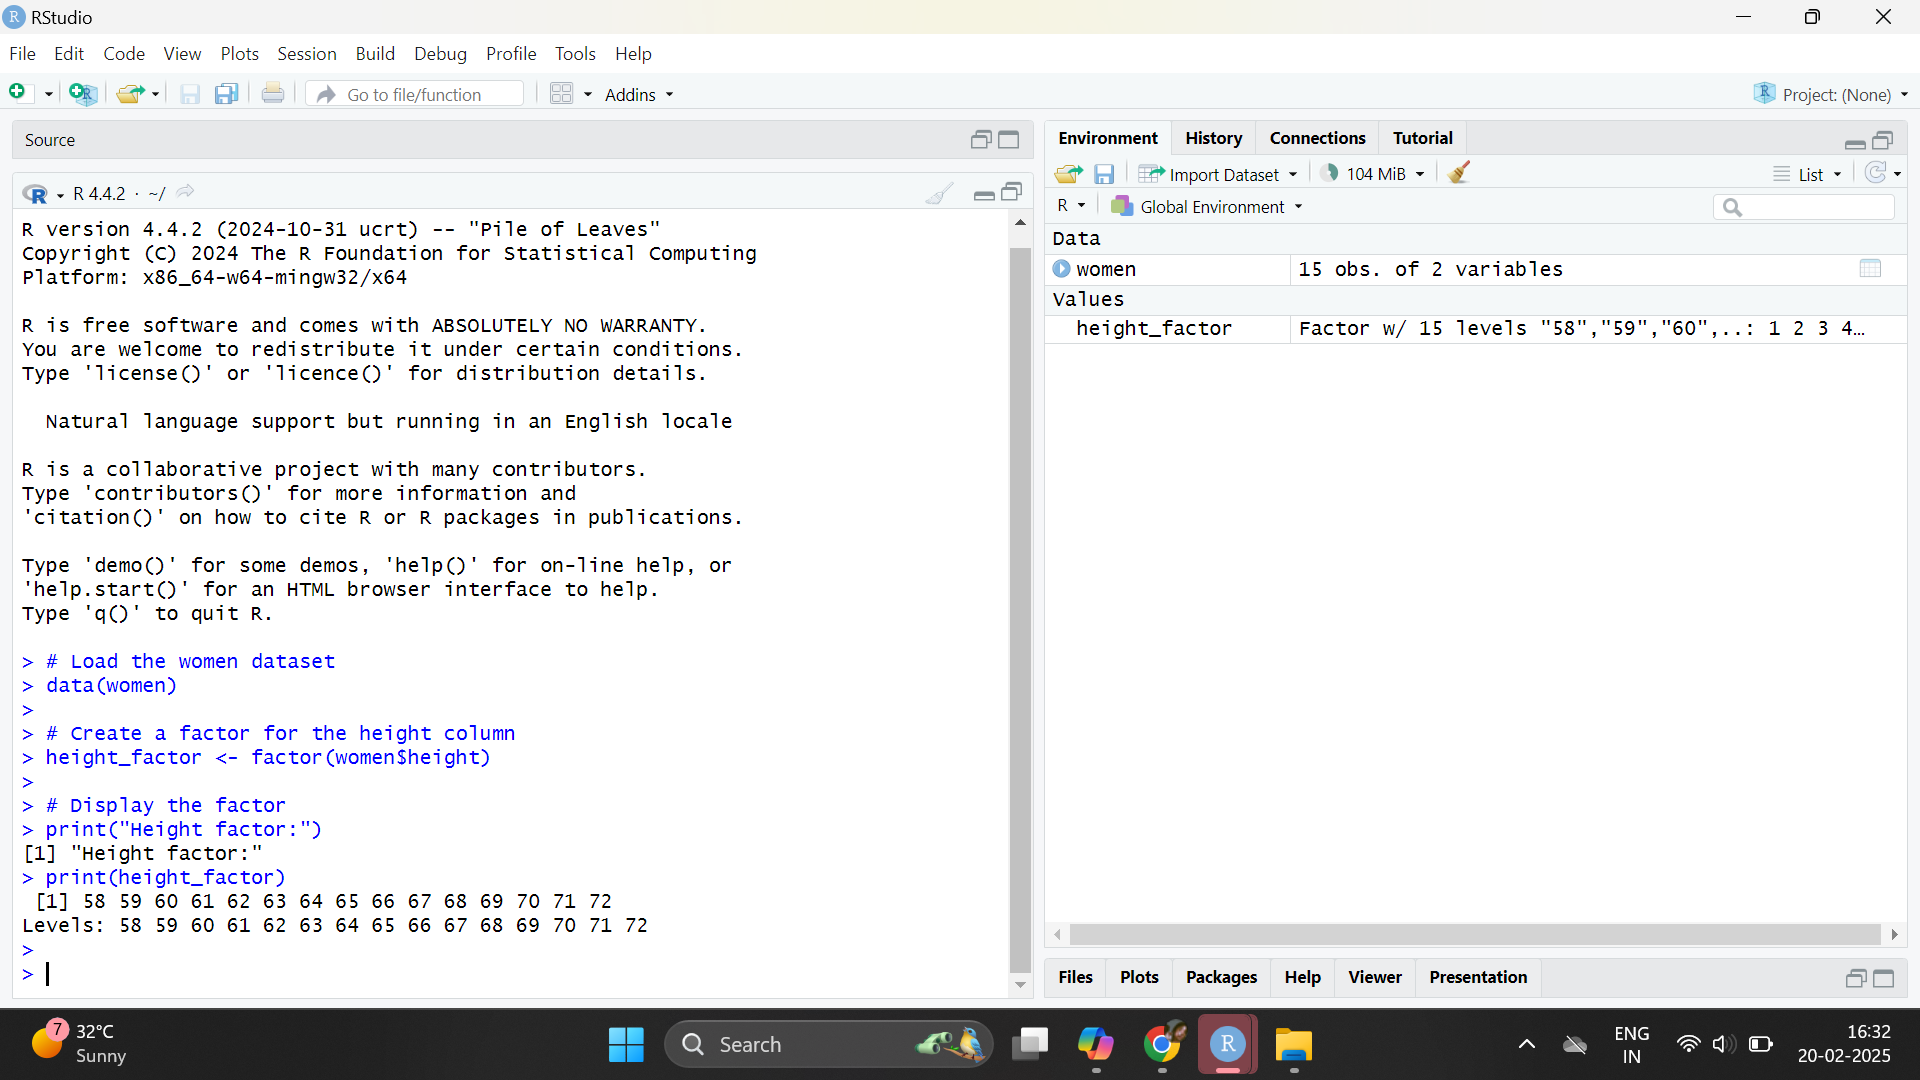 RStudio
File Edit Code View Plots Session Build Debug Profile Tools Help
Go to file/function Addins Project: (None)
Source
R 4.4.2 · ~/
R version 4.4.2 (2024-10-31 ucrt) -- "Pile of Leaves"
Copyright (C) 2024 The R Foundation for Statistical Computing
Platform: x86_64-w64-mingw32/x64
R is free software and comes with ABSOLUTELY NO WARRANTY.
You are welcome to redistribute it under certain conditions.
Type 'license()' or 'licence()' for distribution details.
Natural language support but running in an English locale
R is a collaborative project with many contributors.
Type 'contributors()' for more information and
'citation()' on how to cite R or R packages in publications.
Type 'demo()' for some demos, 'help()' for on-line help, or
'help.start()' for an HTML browser interface to help.
Type 'q()' to quit R.
> # Load the women dataset
> data(women)
>
> # Create a factor for the height column
> height_factor <- factor(women$height)
>
> # Display the factor
> print("Height factor:")
[1] "Height factor:"
> print(height_factor)
[1] 58 59 60 61 62 63 64 65 66 67 68 69 70 71 72
Levels: 58 59 60 61 62 63 64 65 66 67 68 69 70 71 72
>
>
Environment History Connections Tutorial
Import Dataset 104 MiB List
R Global Environment
Data
women 15 obs. of 2 variables
Values
height_factor Factor w/ 15 levels "58","59","60",..: 1 2 3 4…
Files Plots Packages Help Viewer Presentation
7 32°C
Sunny
Search
R
ENG
IN
16:32
20-02-2025